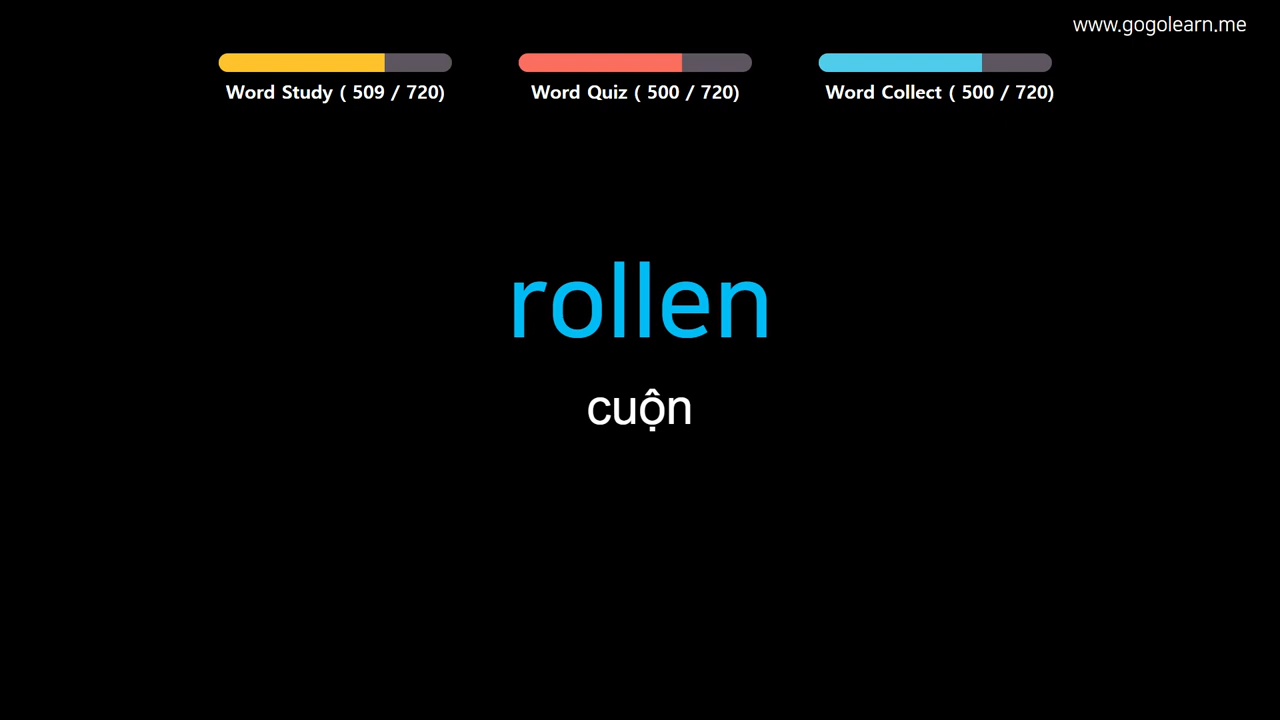 www.gogolearn.me
Word Study ( 509 / 720)
Word Quiz ( 500 / 720)
Word Collect ( 500 / 720)
rollen
cuộn